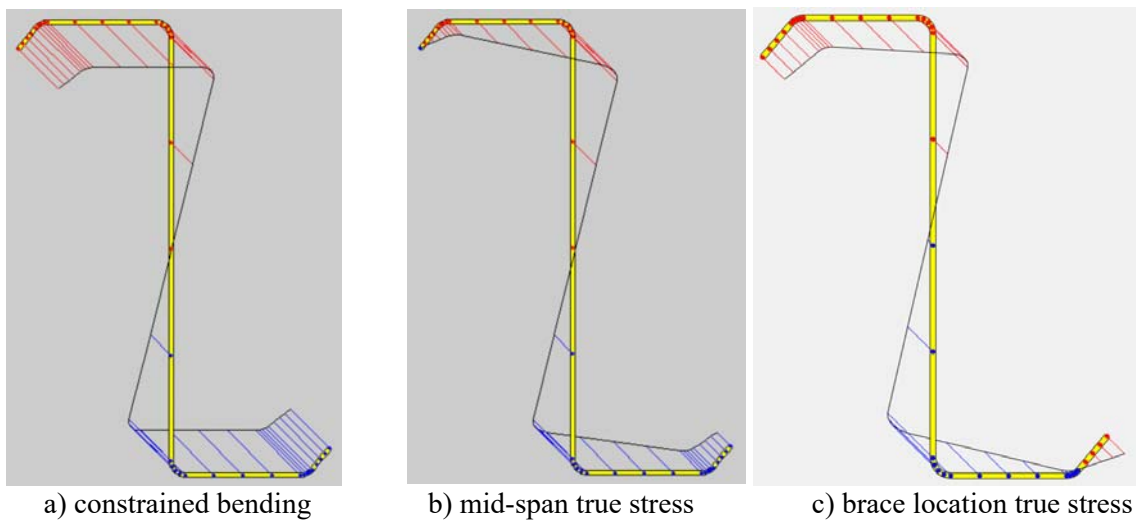 a) constrained bending b) mid-span true stress c) brace location true stress